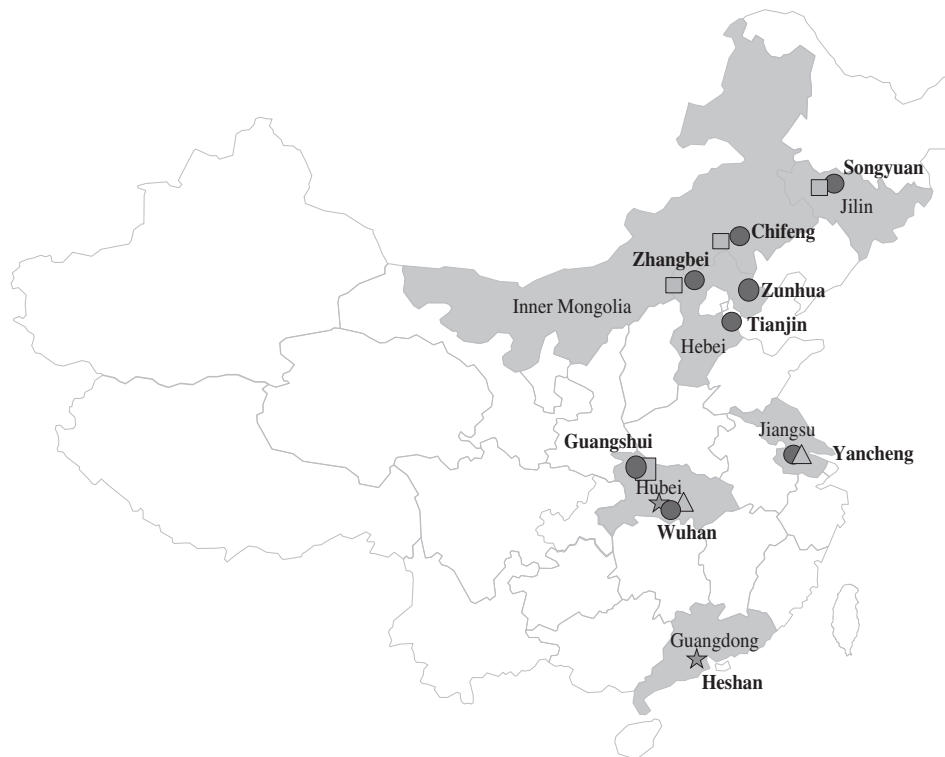 Songyuan
Jilin
Chifeng
Zhangbei
Zunhua
Inner Mongolia
Tianjin
Hebei
Jiangsu
Guangshui
Yancheng
Hubei
Wuhan
Guangdong
Heshan